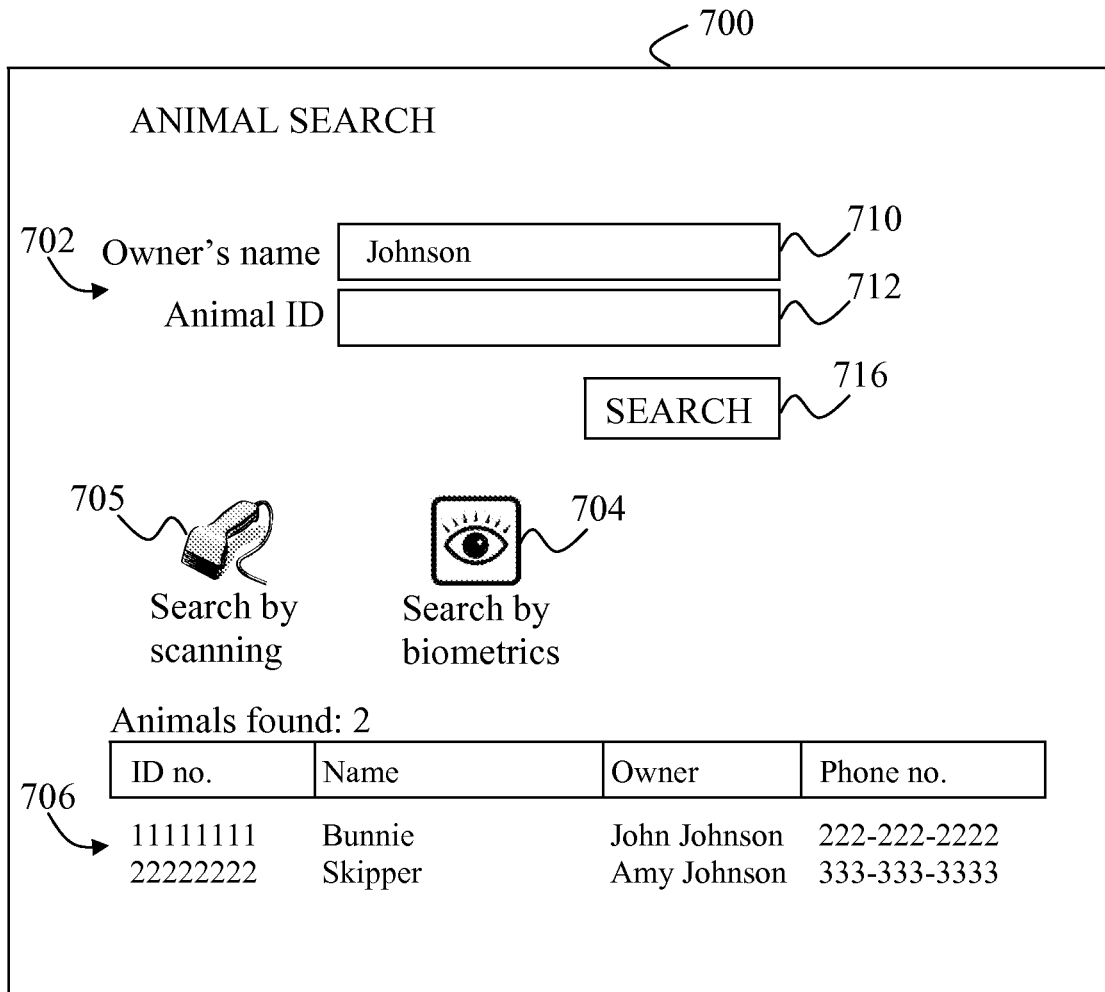 700
ANIMAL SEARCH
702
Owner's name Johnson 710
Animal ID 712
SEARCH 716
705 704
Search by Search by
scanning biometrics
Animals found: 2
ID no. Name Owner Phone no.
706
11111111 Bunnie John Johnson 222-222-2222
22222222 Skipper Amy Johnson 333-333-3333